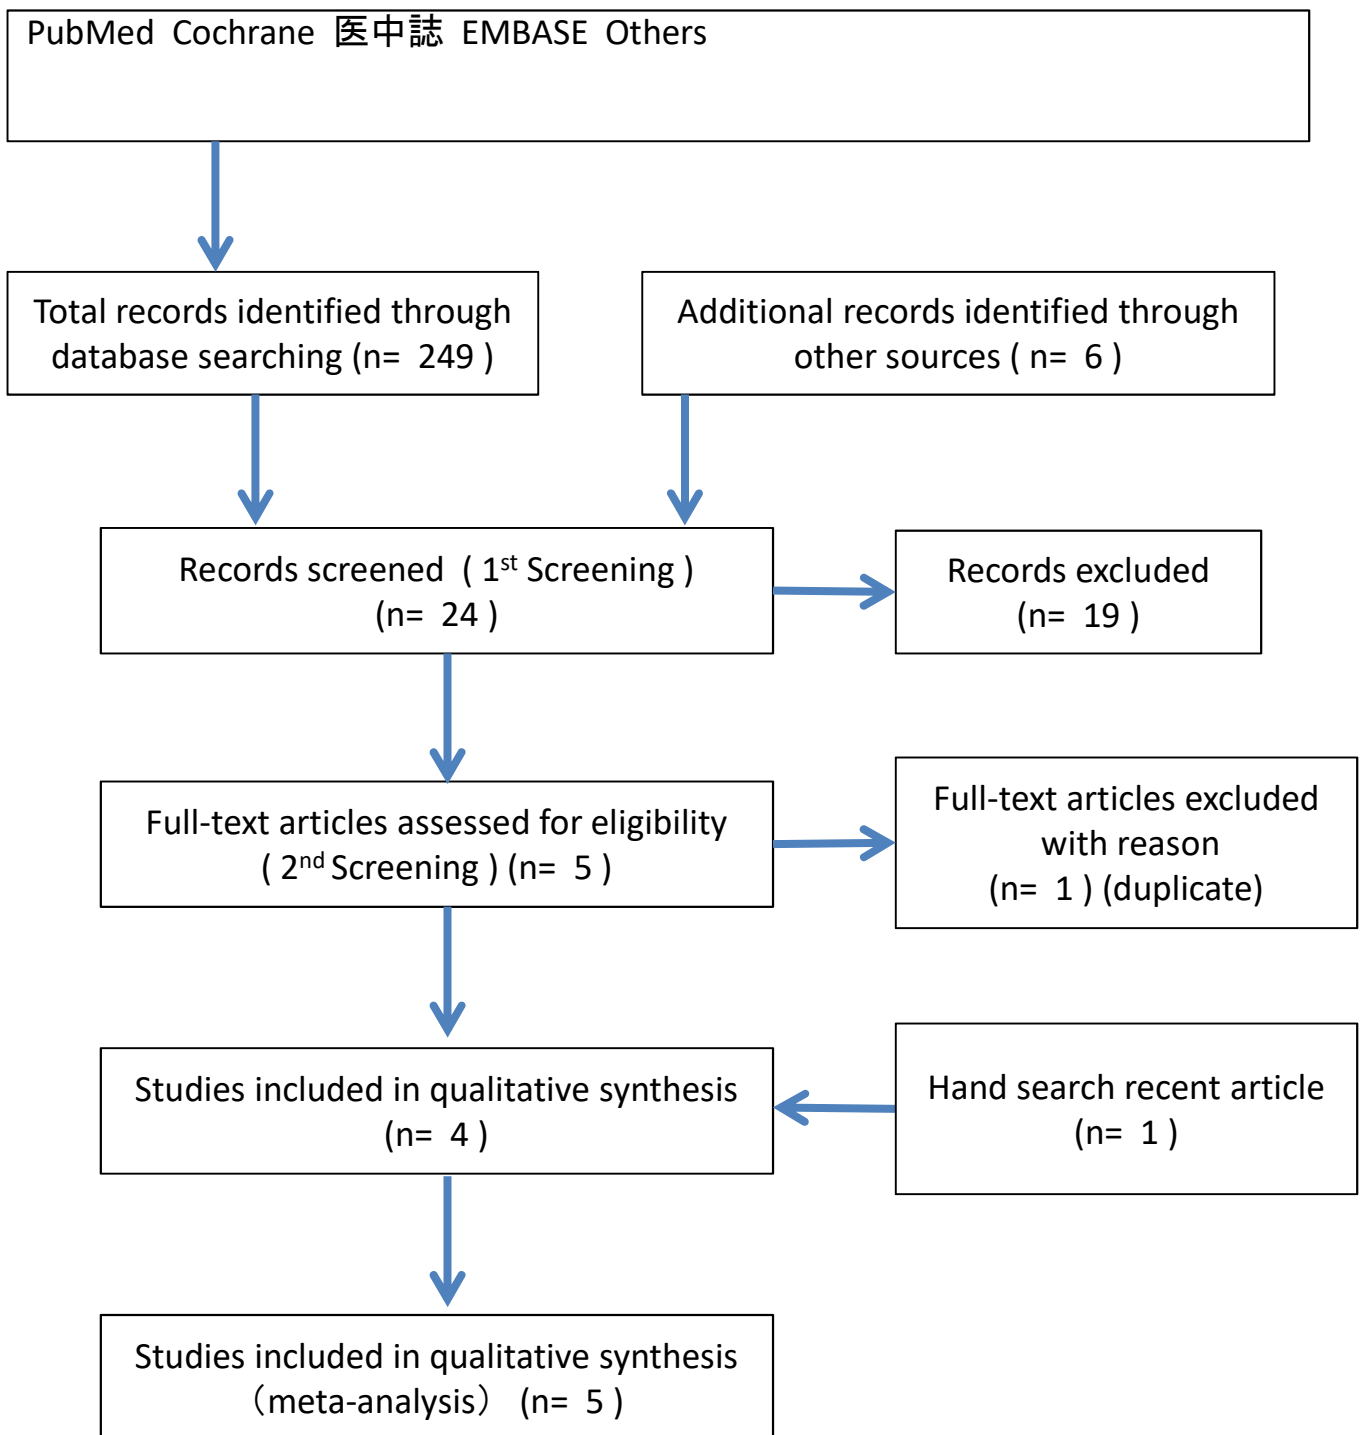 PubMed Cochrane 医中誌 EMBASE Others
Total records identified through
database searching (n= 249 )
Additional records identified through
other sources ( n= 6 )
Records screened ( 1st Screening )
(n= 24 )
Records excluded
(n= 19 )
Full-text articles assessed for eligibility
( 2nd Screening ) (n= 5 )
Full-text articles excluded
with reason
(n= 1 ) (duplicate)
Studies included in qualitative synthesis
(n= 4 )
Hand search recent article
(n= 1 )
Studies included in qualitative synthesis
（meta-analysis） (n= 5 )